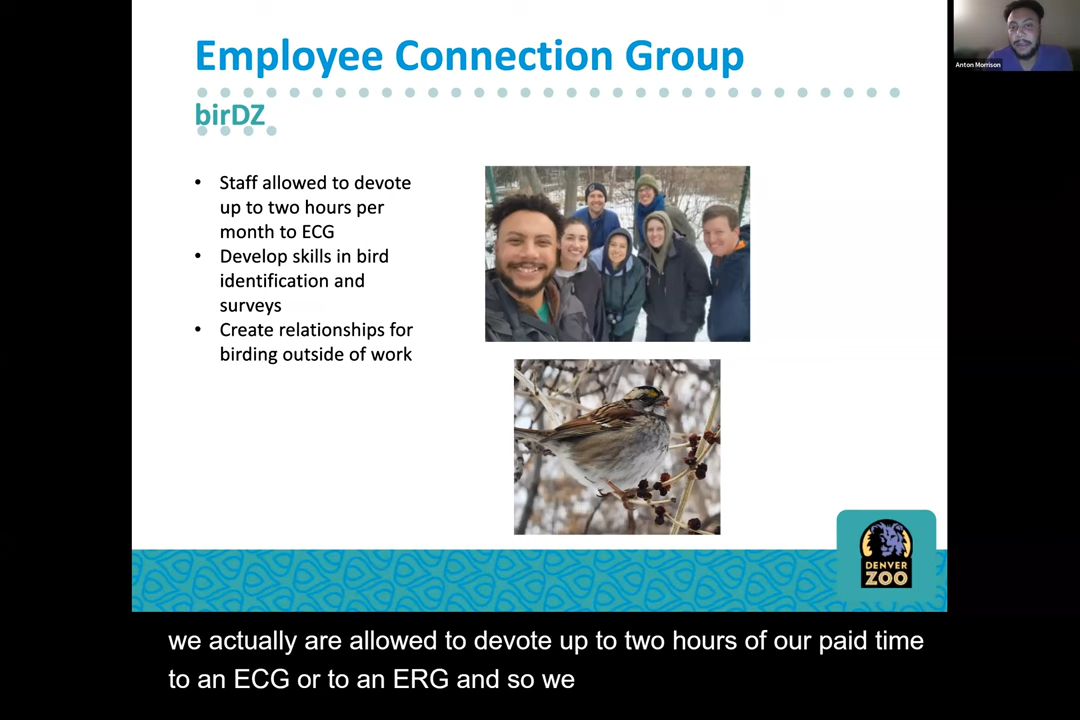 Employee Connection Group
birDZ
• Staff allowed to devote
up to two hours per
month to ECG
• Develop skills in bird
identification and
surveys
• Create relationships for
birding outside of work
Anton Morrison
DENVER
ZOO
we actually are allowed to devote up to two hours of our paid time
to an ECG or to an ERG and so we